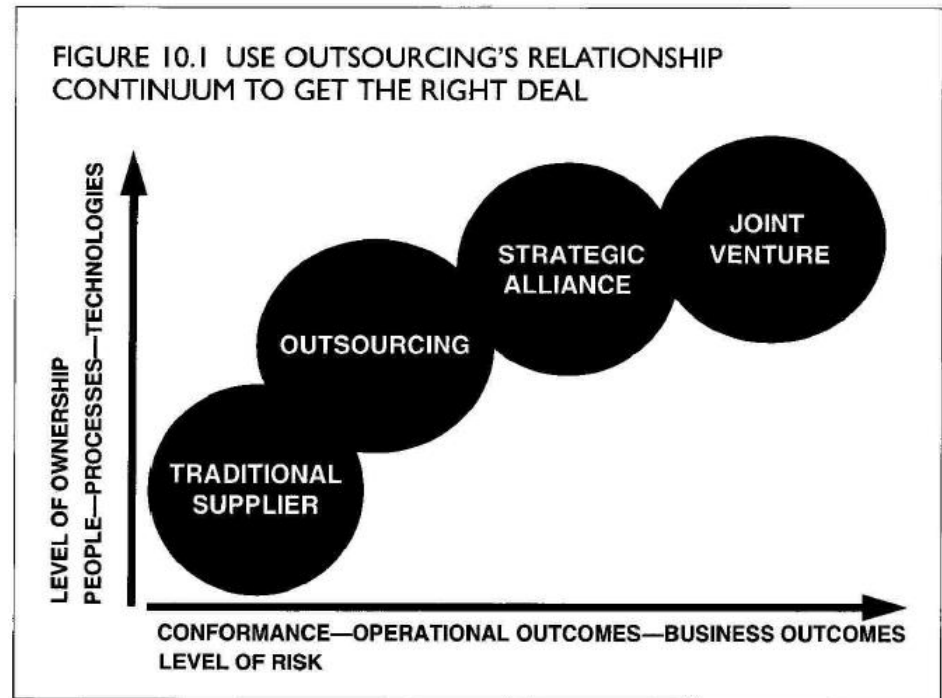 FIGURE 10.1 USE OUTSOURCING'S RELATIONSHIP
CONTINUUM TO GET THE RIGHT DEAL
LEVEL OF OWNERSHIP
PEOPLE—PROCESSES—TECHNOLOGIES
JOINT
VENTURE
STRATEGIC
ALLIANCE
OUTSOURCING
TRADITIONAL
SUPPLIER
CONFORMANCE—OPERATIONAL OUTCOMES—BUSINESS OUTCOMES
LEVEL OF RISK